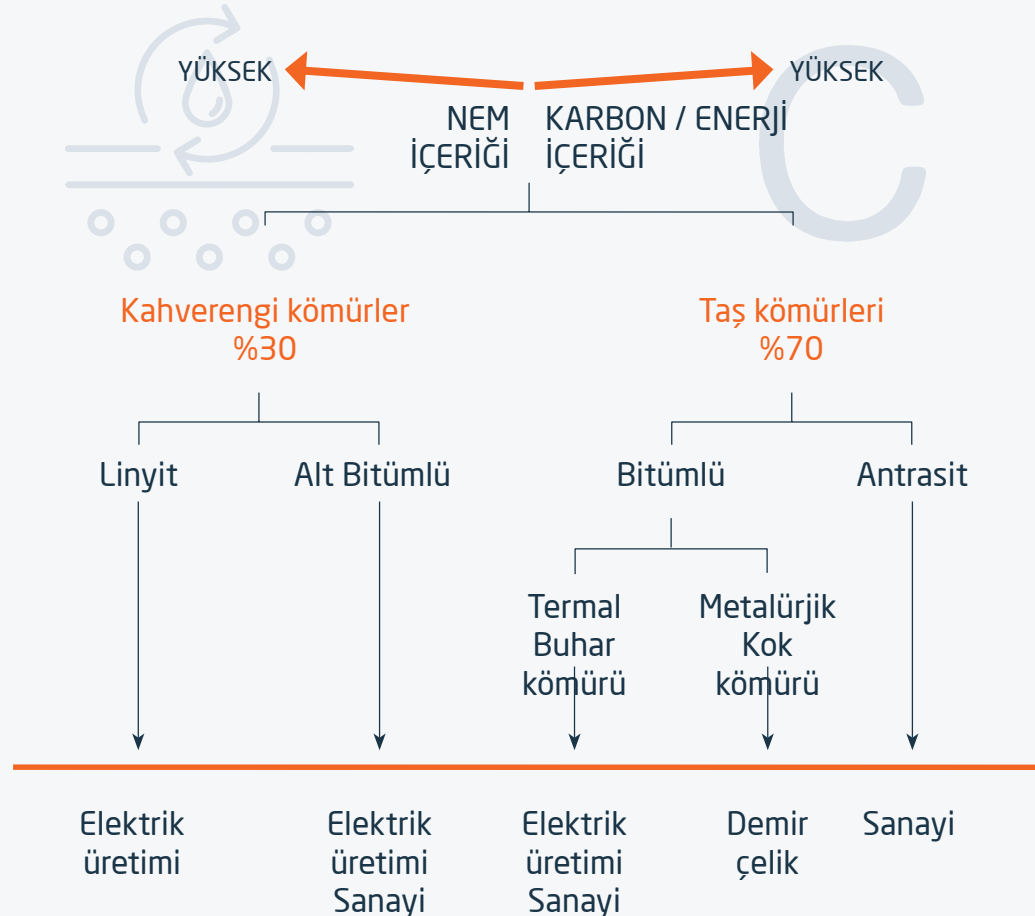 YÜKSEK
YÜKSEK
NEM
İÇERİĞİ
KARBON / ENERJİ
İÇERİĞİ
C
Kahverengi kömürler
%30
Taş kömürleri
%70
Linyit
Alt Bitümlü
Bitümlü
Antrasit
Termal
Buhar
kömürü
Metalürjik
Kok
kömürü
Elektrik
üretimi
Elektrik
üretimi
Sanayi
Elektrik
üretimi
Sanayi
Demir
çelik
Sanayi